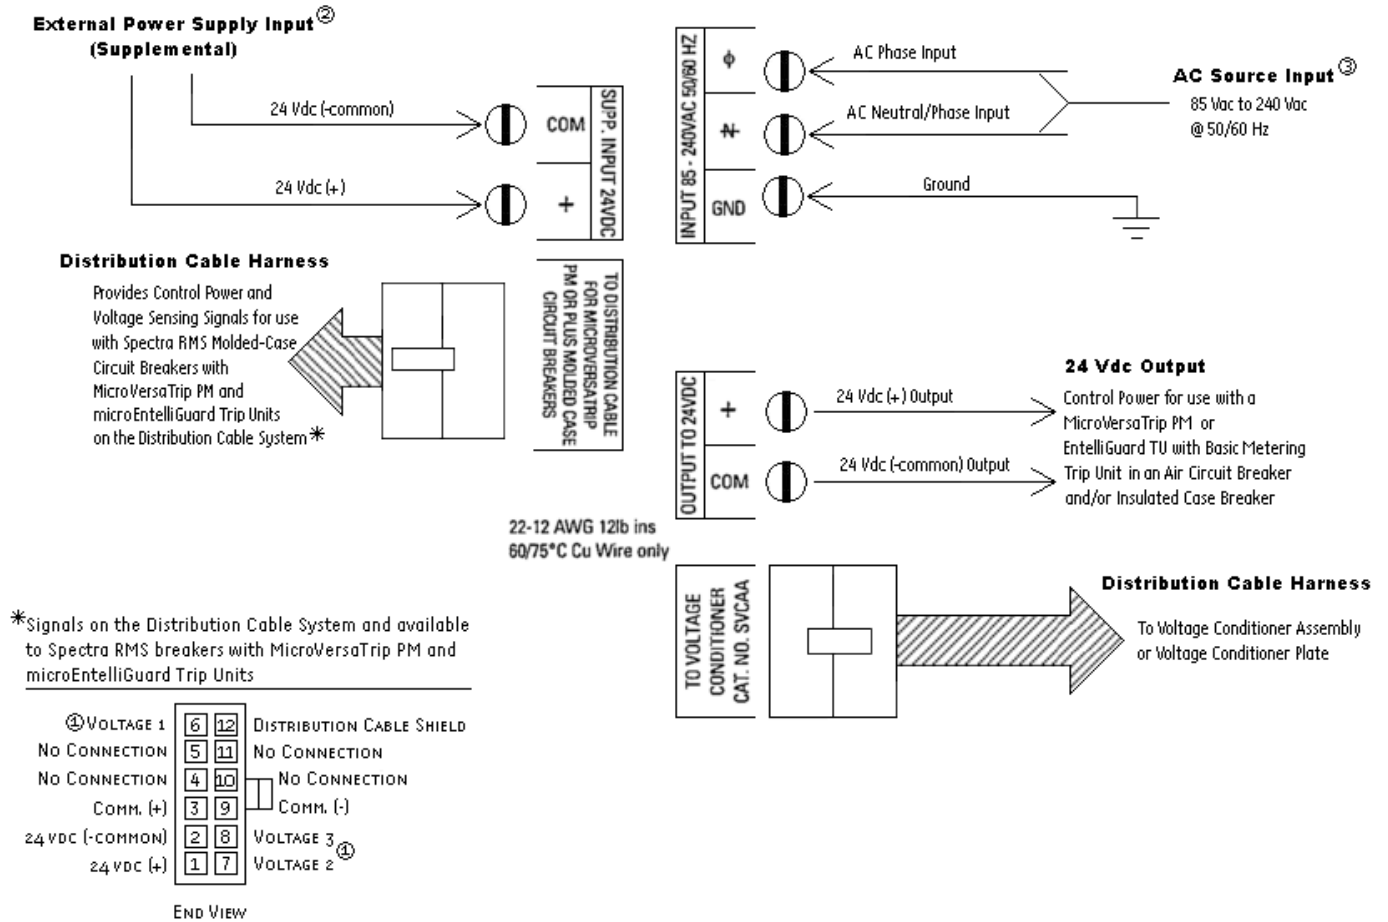 External Power Supply Input ②
(Supplemental)
24 Vdc (-common)
24 Vdc (+)
COM
+
SUPP. INPUT 24VDC
INPUT 85 - 240VAC 50/60 HZ
ϕ
N
GND
AC Phase Input
AC Neutral/Phase Input
Ground
AC Source Input ③
85 Vac to 240 Vac
@ 50/60 Hz
Distribution Cable Harness
Provides Control Power and
Voltage Sensing Signals for use
with Spectra RMS Molded-Case
Circuit Breakers with
MicroVersaTrip PM and
microEntelliGuard Trip Units
on the Distribution Cable System *
TO DISTRIBUTION CABLE
FOR MICROVERSATRIP
PM OR PLUS MOLDED CASE
CIRCUIT BREAKERS
OUTPUT TO 24VDC
+
COM
24 Vdc (+) Output
24 Vdc (-common) Output
24 Vdc Output
Control Power for use with a
MicroVersaTrip PM or
EntelliGuard TU with Basic Metering
Trip Unit in an Air Circuit Breaker
and/or Insulated Case Breaker
22-12 AWG 12lb ins
60/75°C Cu Wire only
TO VOLTAGE
CONDITIONER
CAT. NO. SVCAA
Distribution Cable Harness
To Voltage Conditioner Assembly
or Voltage Conditioner Plate
*Signals on the Distribution Cable System and available
to Spectra RMS breakers with MicroVersaTrip PM and
microEntelliGuard Trip Units
① VOLTAGE 1 6 12 DISTRIBUTION CABLE SHIELD
NO CONNECTION 5 11 NO CONNECTION
NO CONNECTION 4 10 NO CONNECTION
COMM. (+) 3 9 COMM. (-)
24 VDC (-COMMON) 2 8 VOLTAGE 3 ①
24 VDC (+) 1 7 VOLTAGE 2
END VIEW